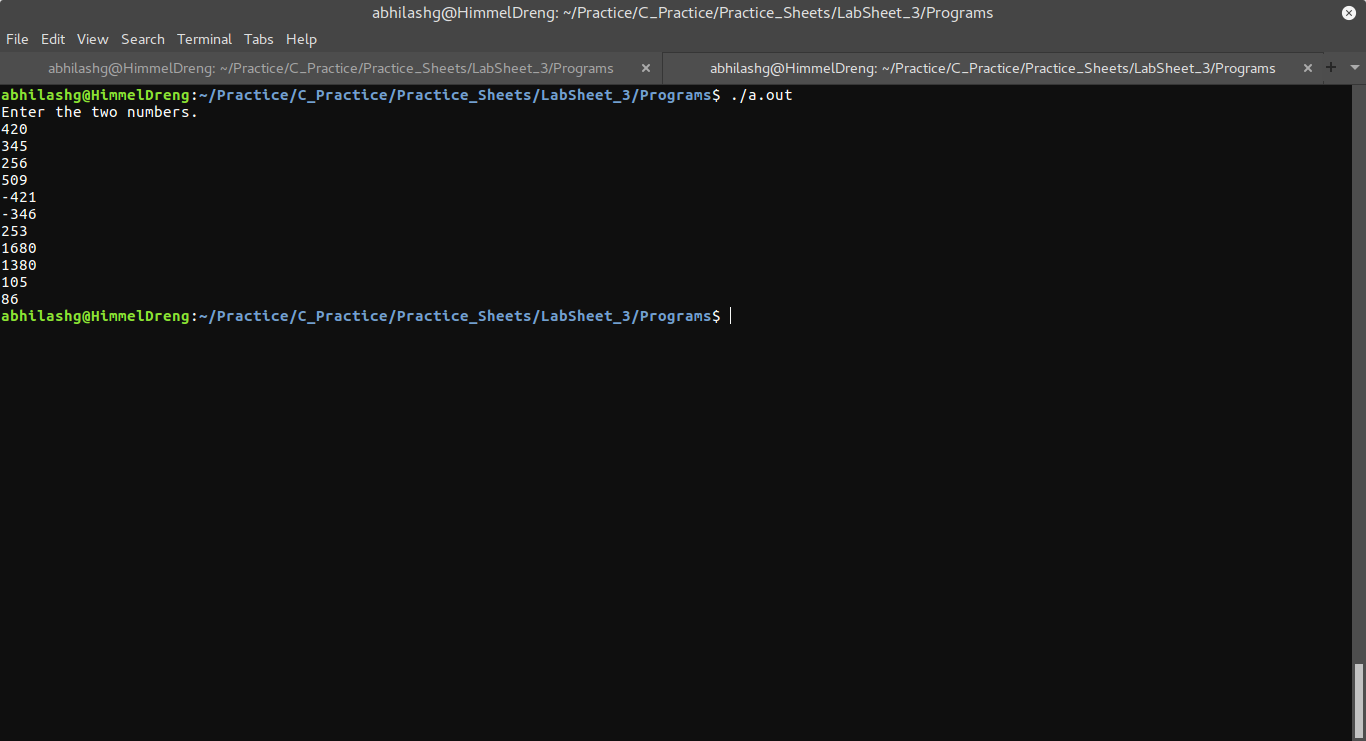 abhilashg@HimmelDreng: ~/Practice/C_Practice/Practice_Sheets/LabSheet_3/Programs
File Edit View Search Terminal Tabs Help
abhilashg@HimmelDreng: ~/Practice/C_Practice/Practice_Sheets/LabSheet_3/Programs × abhilashg@HimmelDreng: ~/Practice/C_Practice/Practice_Sheets/LabSheet_3/Programs × +
abhilashg@HimmelDreng:~/Practice/C_Practice/Practice_Sheets/LabSheet_3/Programs$ ./a.out
Enter the two numbers.
420
345
256
509
-421
-346
253
1680
1380
105
86
abhilashg@HimmelDreng:~/Practice/C_Practice/Practice_Sheets/LabSheet_3/Programs$